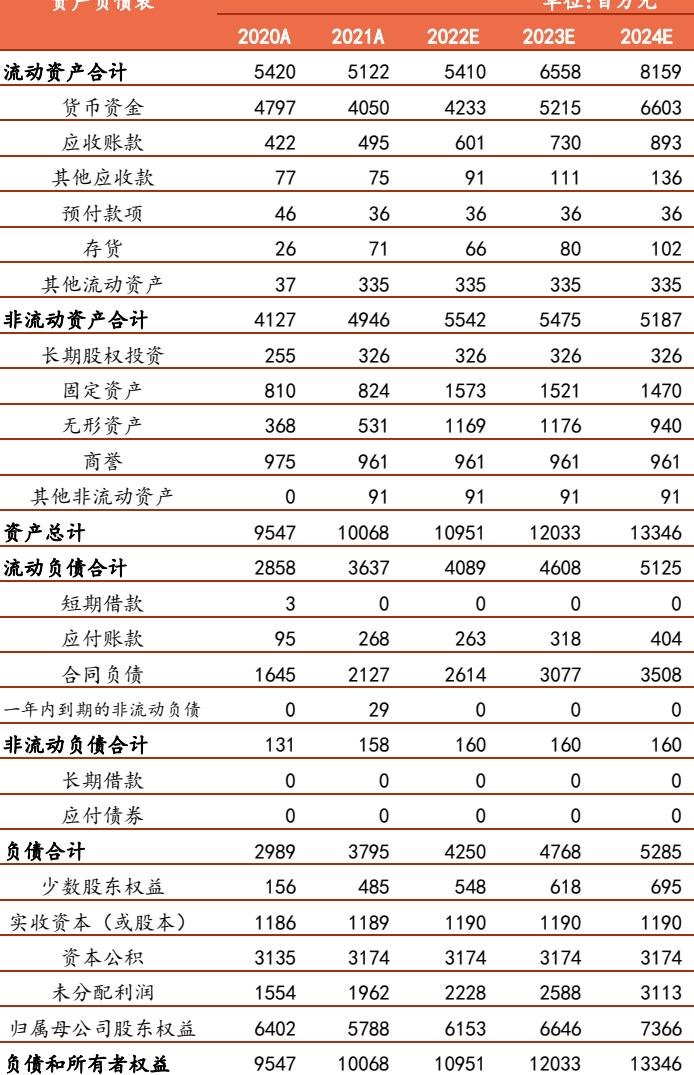 资产负债表 单位:百万元
2020A 2021A 2022E 2023E 2024E
流动资产合计 5420 5122 5410 6558 8159
货币资金 4797 4050 4233 5215 6603
应收账款 422 495 601 730 893
其他应收款 77 75 91 111 136
预付款项 46 36 36 36 36
存货 26 71 66 80 102
其他流动资产 37 335 335 335 335
非流动资产合计 4127 4946 5542 5475 5187
长期股权投资 255 326 326 326 326
固定资产 810 824 1573 1521 1470
无形资产 368 531 1169 1176 940
商誉 975 961 961 961 961
其他非流动资产 0 91 91 91 91
资产总计 9547 10068 10951 12033 13346
流动负债合计 2858 3637 4089 4608 5125
短期借款 3 0 0 0 0
应付账款 95 268 263 318 404
合同负债 1645 2127 2614 3077 3508
一年内到期的非流动负债 0 29 0 0 0
非流动负债合计 131 158 160 160 160
长期借款 0 0 0 0 0
应付债券 0 0 0 0 0
负债合计 2989 3795 4250 4768 5285
少数股东权益 156 485 548 618 695
实收资本（或股本） 1186 1189 1190 1190 1190
资本公积 3135 3174 3174 3174 3174
未分配利润 1554 1962 2228 2588 3113
归属母公司股东权益 6402 5788 6153 6646 7366
负债和所有者权益 9547 10068 10951 12033 13346